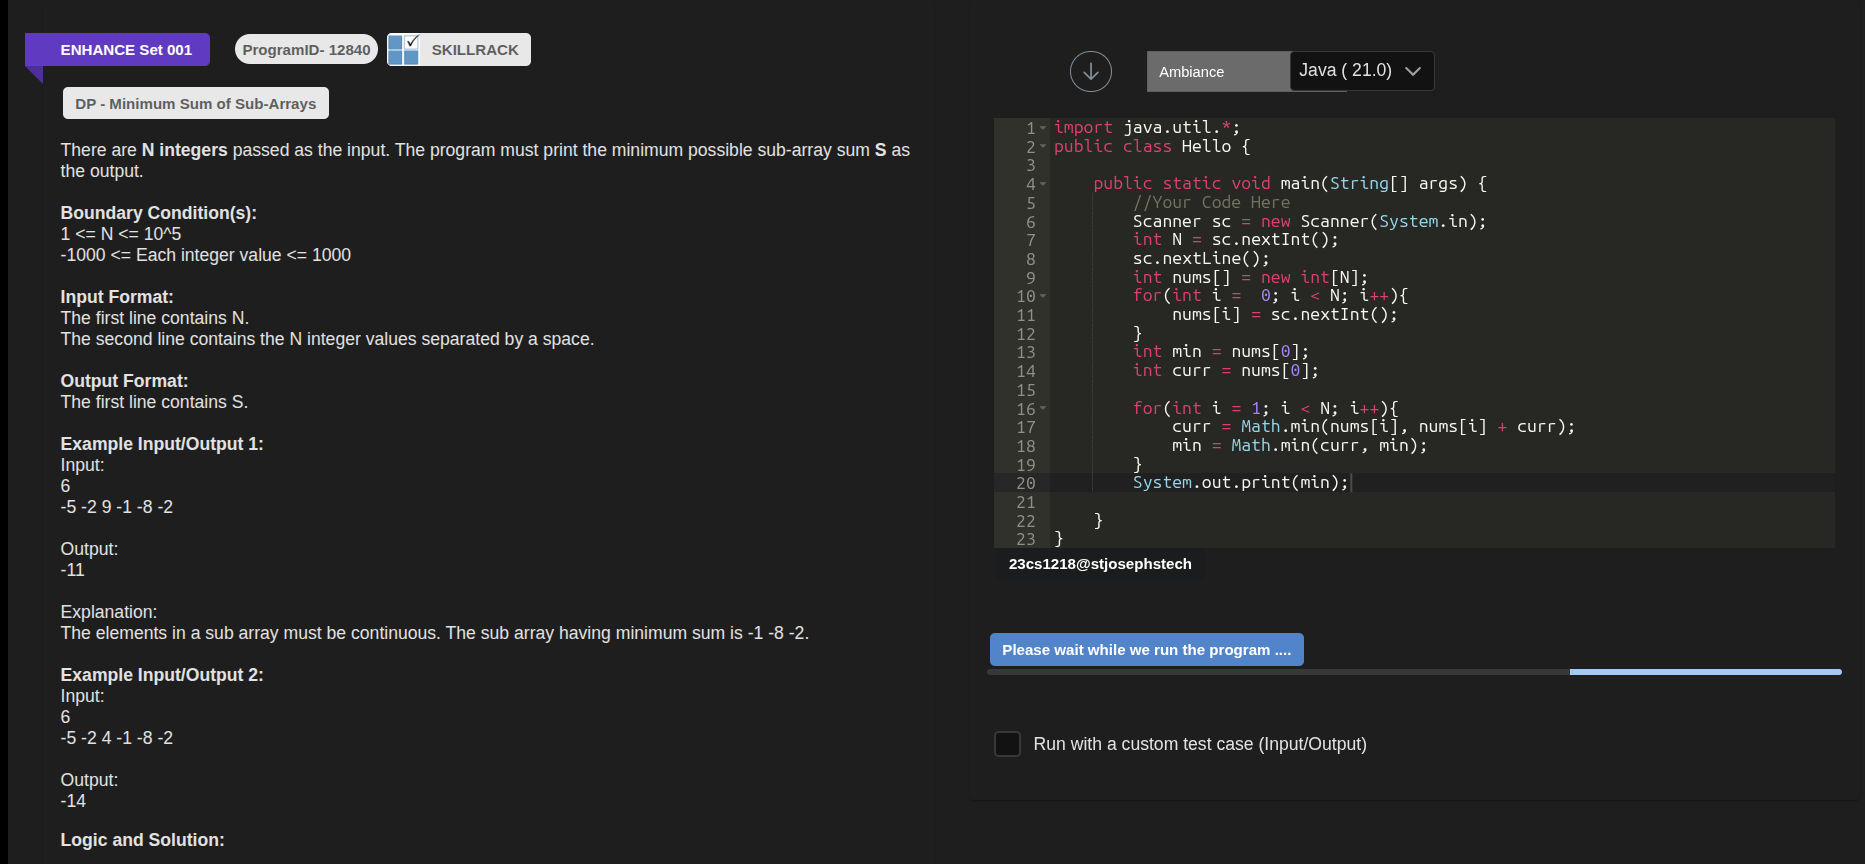 ENHANCE Set 001
ProgramID- 12840
SKILLRACK
DP - Minimum Sum of Sub-Arrays
There are N integers passed as the input. The program must print the minimum possible sub-array sum S as
the output.
Boundary Condition(s):
1 <= N <= 10^5
-1000 <= Each integer value <= 1000
Input Format:
The first line contains N.
The second line contains the N integer values separated by a space.
Output Format:
The first line contains S.
Example Input/Output 1:
Input:
6
-5 -2 9 -1 -8 -2
Output:
-11
Explanation:
The elements in a sub array must be continuous. The sub array having minimum sum is -1 -8 -2.
Example Input/Output 2:
Input:
6
-5 -2 4 -1 -8 -2
Output:
-14
Logic and Solution:
Ambiance
Java ( 21.0)
1 import java.util.*;
2 public class Hello {
3
4     public static void main(String[] args) {
5         //Your Code Here
6         Scanner sc = new Scanner(System.in);
7         int N = sc.nextInt();
8         sc.nextLine();
9         int nums[] = new int[N];
10         for(int i =  0; i < N; i++){
11             nums[i] = sc.nextInt();
12         }
13         int min = nums[0];
14         int curr = nums[0];
15
16         for(int i = 1; i < N; i++){
17             curr = Math.min(nums[i], nums[i] + curr);
18             min = Math.min(curr, min);
19         }
20         System.out.print(min);
21
22     }
23 }
23cs1218@stjosephstech
Please wait while we run the program ....
Run with a custom test case (Input/Output)